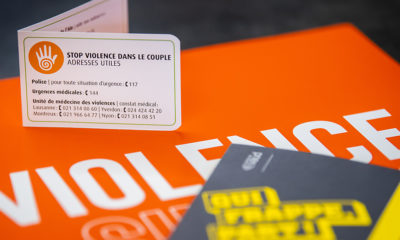 STOP VIOLENCE DANS LE COUPLE
ADRESSES UTILES
Police | pour toute situation d'urgence : 117
Urgences médicales : 144
Unité de médecine des violences | constat médical :
Lausanne : 021 314 00 60 | Yverdon : 024 424 42 20
Montreux : 021 966 64 77 | Nyon : 021 314 08 51
VIOLENCE
QUI
FRAPPE,
PART !